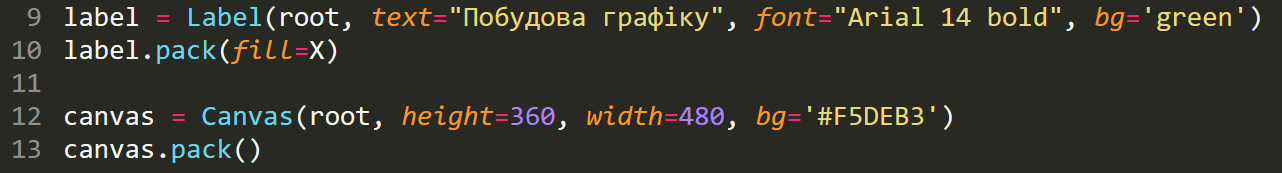 9 label = Label(root, text="Побудова графіку", font="Arial 14 bold", bg='green')
10 label.pack(fill=X)
11
12 canvas = Canvas(root, height=360, width=480, bg='#F5DEB3')
13 canvas.pack()